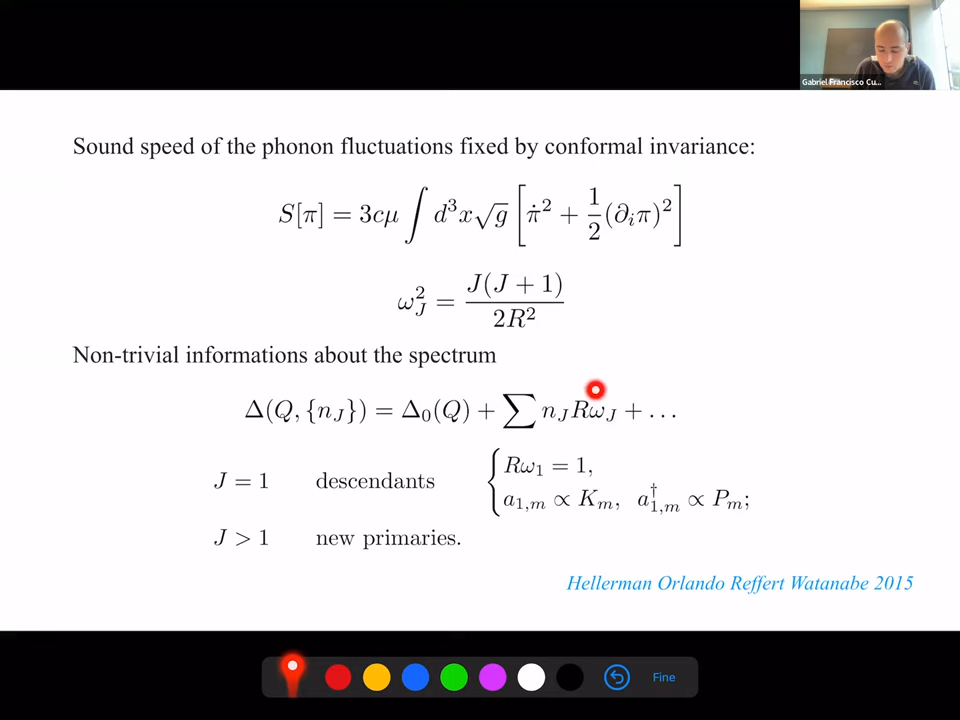 Gabriel Francisco Cu...
Sound speed of the phonon fluctuations fixed by conformal invariance:
S[π] = 3cμ ∫ d³x√g [π̇² + 1/2 (∂ᵢπ)²]
ω_J² = J(J + 1) / 2R²
Non-trivial informations about the spectrum
Δ(Q, {n_J}) = Δ₀(Q) + ∑ n_J Rω_J + . . .
J = 1 descendants { Rω₁ = 1,
a_{1,m} ∝ K_m, a†_{1,m} ∝ P_m;
J > 1 new primaries.
Hellerman Orlando Reffert Watanabe 2015
Fine